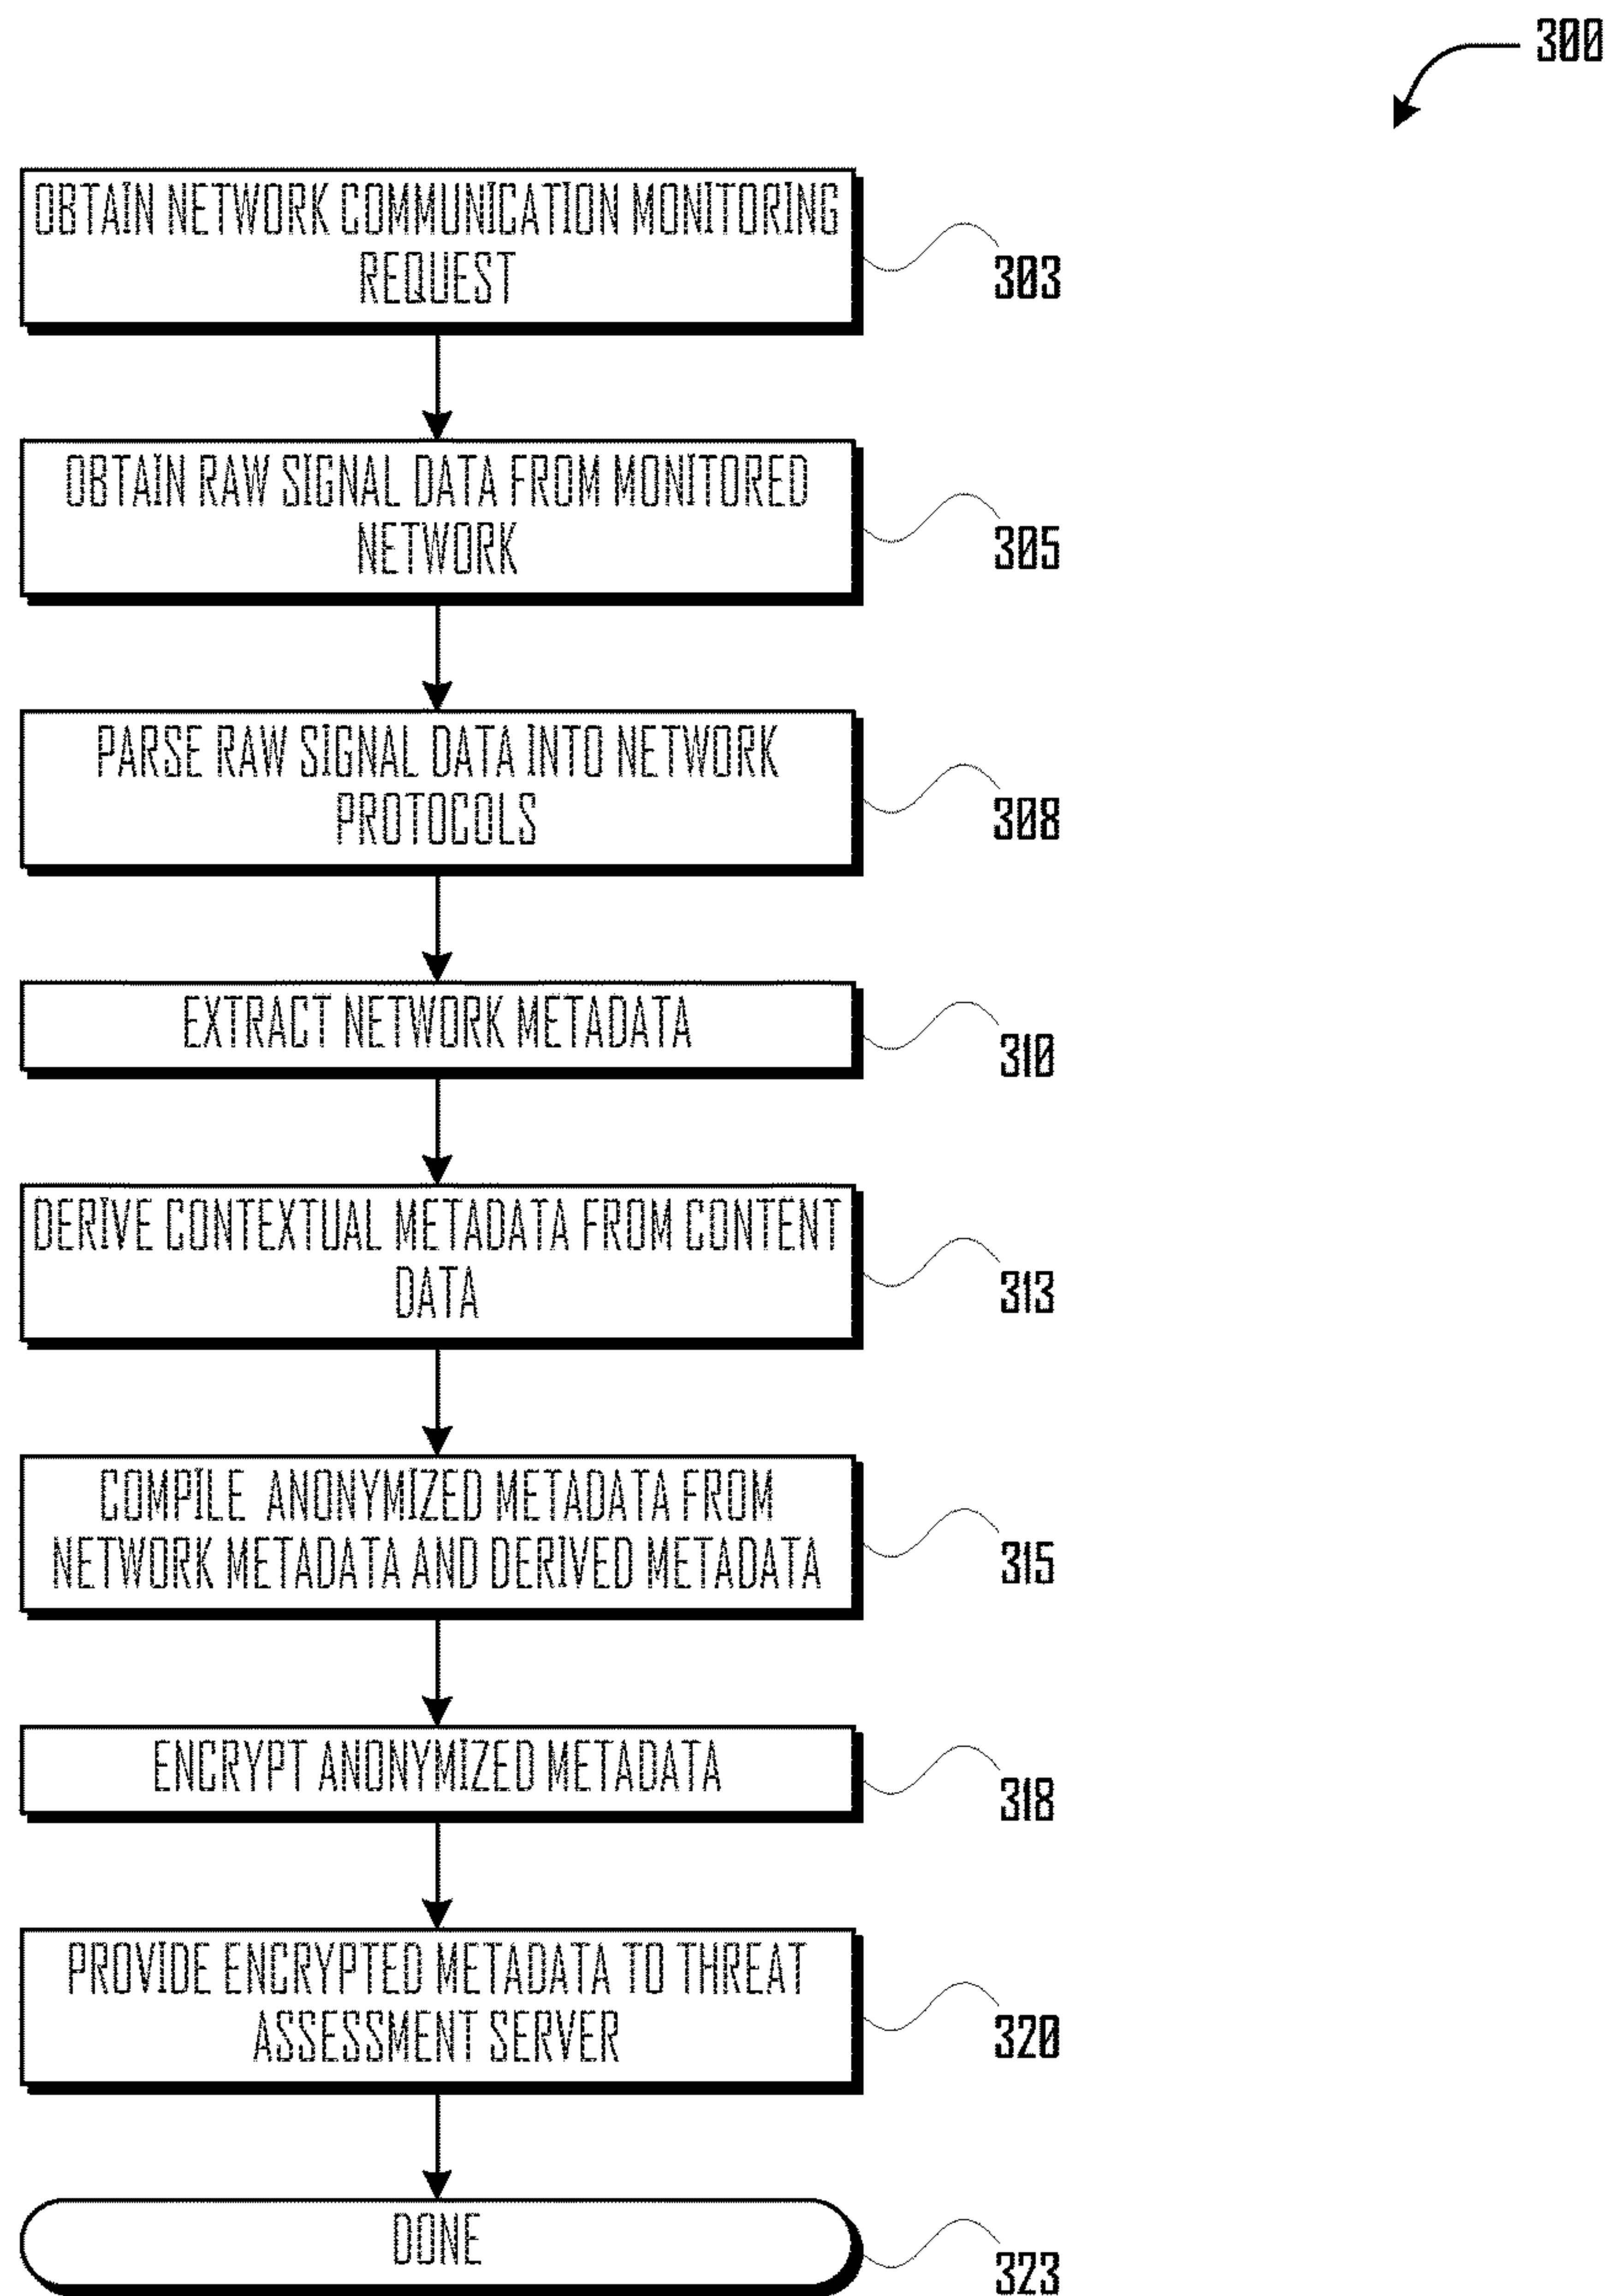 300
OBTAIN NETWORK COMMUNICATION MONITORING
REQUEST
303
OBTAIN RAW SIGNAL DATA FROM MONITORED
NETWORK
305
PARSE RAW SIGNAL DATA INTO NETWORK
PROTOCOLS
308
EXTRACT NETWORK METADATA
310
DERIVE CONTEXTUAL METADATA FROM CONTENT
DATA
313
COMPILE ANONYMIZED METADATA FROM
NETWORK METADATA AND DERIVED METADATA
315
ENCRYPT ANONYMIZED METADATA
318
PROVIDE ENCRYPTED METADATA TO THREAT
ASSESSMENT SERVER
320
DONE
323